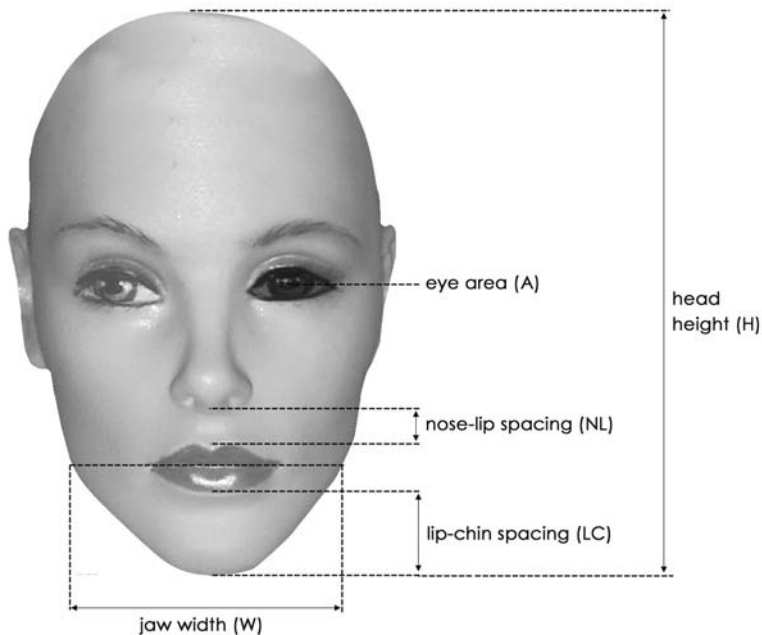 eye area (A)
head
height (H)
nose-lip spacing (NL)
lip-chin spacing (LC)
jaw width (W)